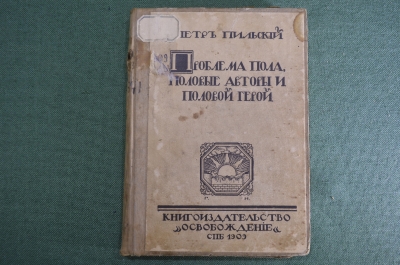 ПЕТРЪ ПИЛЬСКІЙ
ПРОБЛЕМА ПОЛА,
ПОЛОВЫЕ АВТОРЫ И
ПОЛОВОЙ ГЕРОЙ
КНИГОИЗДАТЕЛЬСТВО
„ОСВОБОЖДЕНІЕ“
СПБ 1909